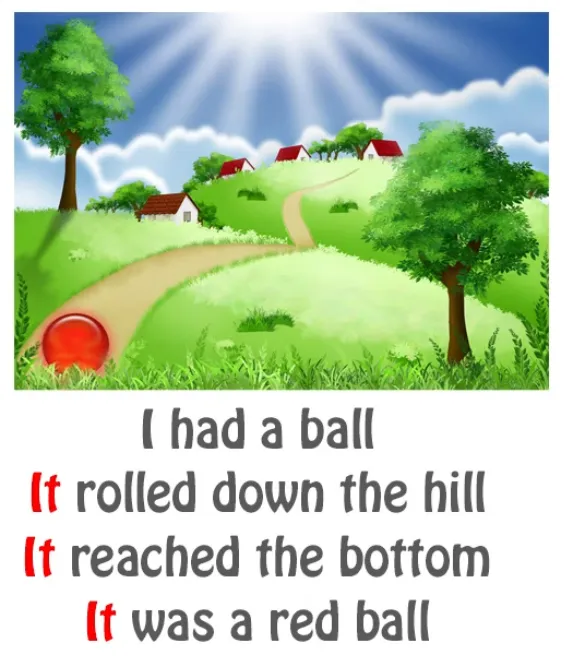 I had a ball
It rolled down the hill
It reached the bottom
It was a red ball